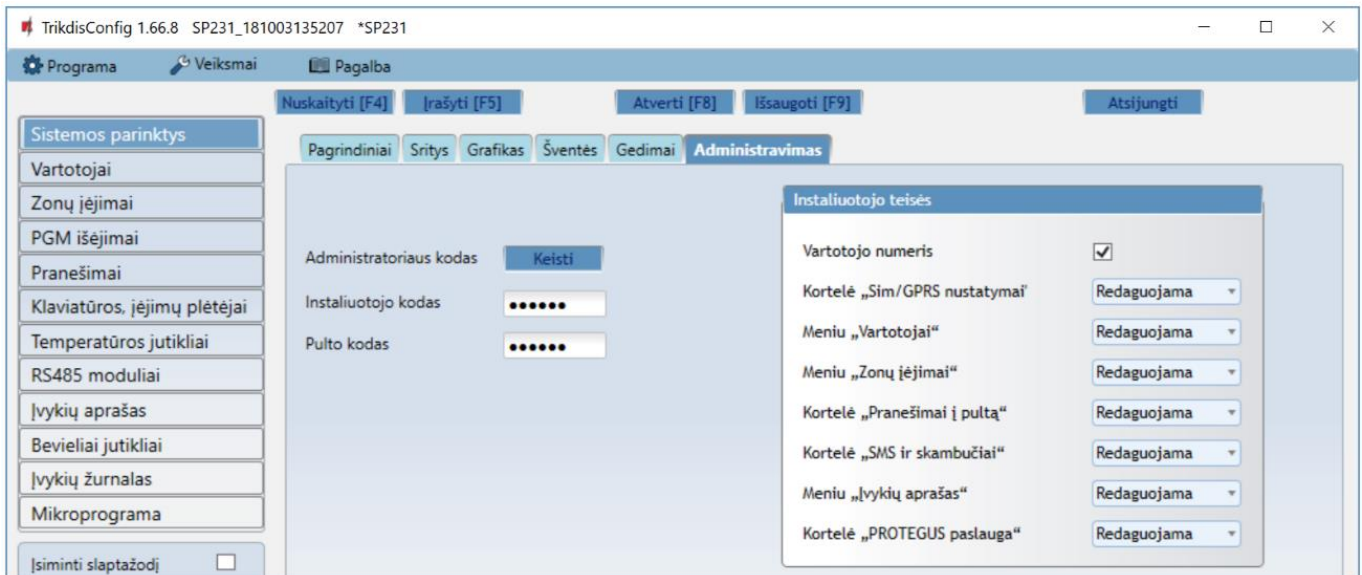 TrikdisConfig 1.66.8 SP231_181003135207 *SP231
Programa Veiksmai Pagalba
Nuskaityti [F4] Įrašyti [F5] Atverti [F8] Išsaugoti [F9] Atsijungti
Sistemos parinktys
Vartotojai
Zonų įėjimai
PGM išėjimai
Pranešimai
Klaviatūros, įėjimų plėtėjai
Temperatūros jutikliai
RS485 moduliai
Įvykių aprašas
Bevieliai jutikliai
Įvykių žurnalas
Mikroprograma
Įsiminti slaptažodį
Pagrindiniai Sritys Grafikas Šventės Gedimai Administravimas
Administratoriaus kodas Keisti
Instaliuotojo kodas ••••••
Pulto kodas ••••••
Instaliuotojo teisės
Vartotojo numeris
Kortelė „Sim/GPRS nustatymai" Redaguojama
Meniu „Vartotojai“ Redaguojama
Meniu „Zonų įėjimai“ Redaguojama
Kortelė „Pranešimai į pultą“ Redaguojama
Kortelė „SMS ir skambučiai“ Redaguojama
Meniu „Įvykių aprašas“ Redaguojama
Kortelė „PROTEGUS paslauga“ Redaguojama